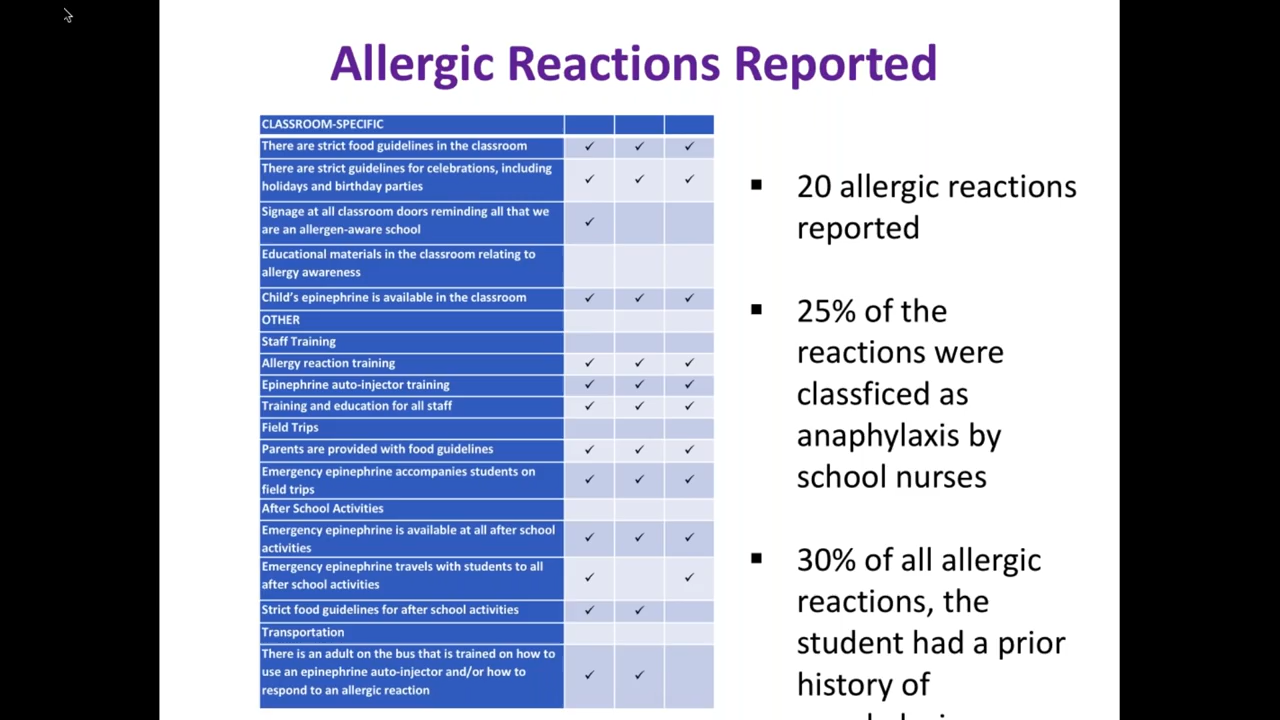 Allergic Reactions Reported
CLASSROOM-SPECIFIC
There are strict food guidelines in the classroom ✓ ✓ ✓
There are strict guidelines for celebrations, including
holidays and birthday parties ✓ ✓ ✓
Signage at all classroom doors reminding all that we
are an allergen-aware school ✓
Educational materials in the classroom relating to
allergy awareness
Child's epinephrine is available in the classroom ✓ ✓ ✓
OTHER
Staff Training
Allergy reaction training ✓ ✓ ✓
Epinephrine auto-injector training ✓ ✓ ✓
Training and education for all staff ✓ ✓ ✓
Field Trips
Parents are provided with food guidelines ✓ ✓ ✓
Emergency epinephrine accompanies students on
field trips ✓ ✓ ✓
After School Activities
Emergency epinephrine is available at all after school
activities ✓ ✓ ✓
Emergency epinephrine travels with students to all
after school activities ✓ ✓
Strict food guidelines for after school activities ✓ ✓
Transportation
There is an adult on the bus that is trained on how to
use an epinephrine auto-injector and/or how to
respond to an allergic reaction ✓ ✓
▪ 20 allergic reactions
reported
▪ 25% of the
reactions were
classficed as
anaphylaxis by
school nurses
▪ 30% of all allergic
reactions, the
student had a prior
history of